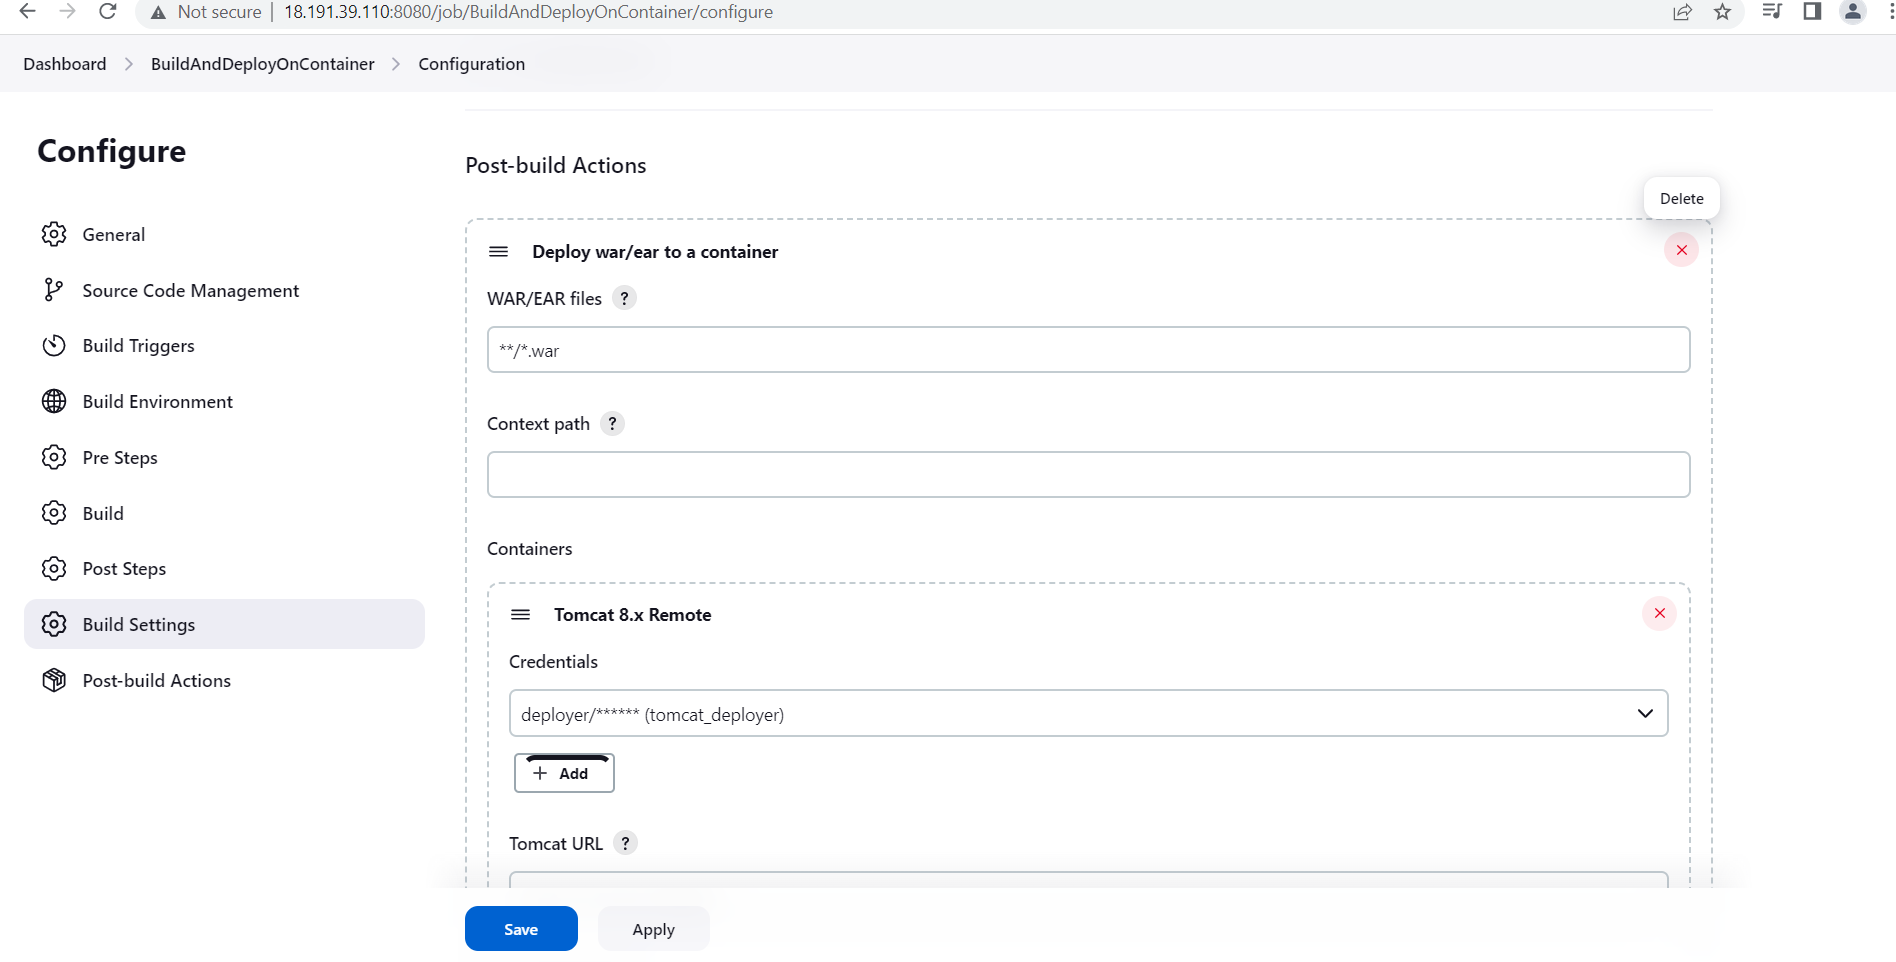 Not secure | 18.191.39.110:8080/job/BuildAndDeployOnContainer/configure
Dashboard > BuildAndDeployOnContainer > Configuration
Configure
General
Source Code Management
Build Triggers
Build Environment
Pre Steps
Build
Post Steps
Build Settings
Post-build Actions
Post-build Actions
Delete
Deploy war/ear to a container
WAR/EAR files ?
**/*.war
Context path ?
Containers
Tomcat 8.x Remote
Credentials
deployer/****** (tomcat_deployer)
+ Add
Tomcat URL ?
Save
Apply